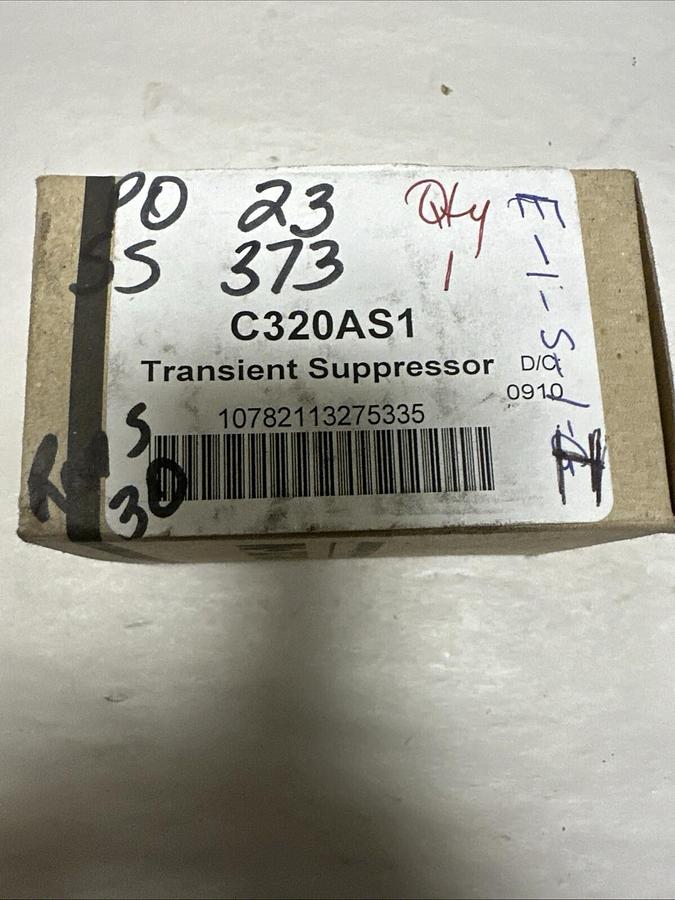 PO 23
SS 373
Qty
1
C320AS1
Transient Suppressor
D/C
0910
10782113275335
S
30